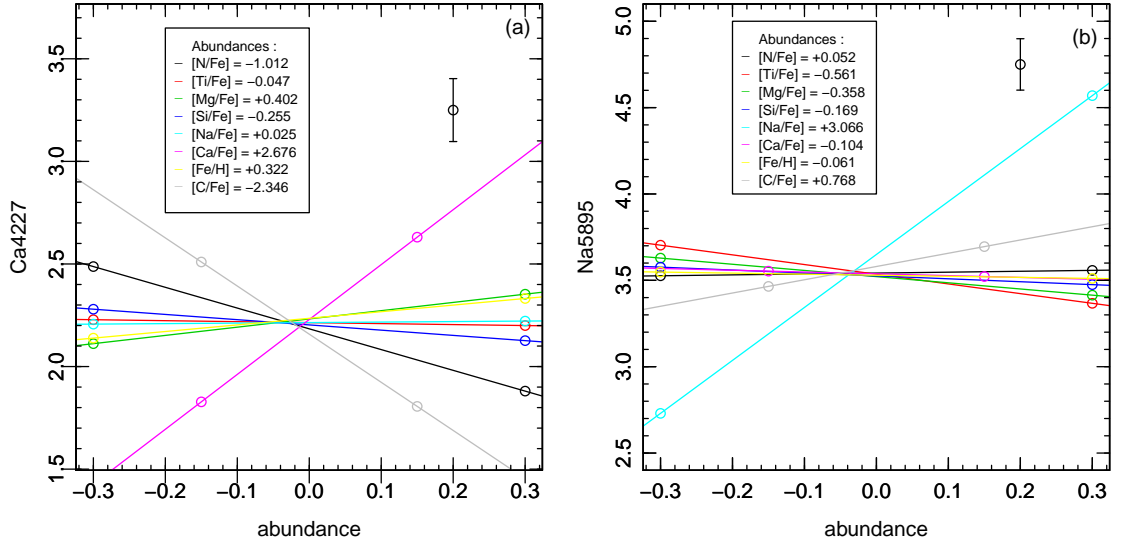 (a)
Abundances :
[N/Fe] = −1.012
[Ti/Fe] = −0.047
[Mg/Fe] = +0.402
[Si/Fe] = −0.255
[Na/Fe] = +0.025
[Ca/Fe] = +2.676
[Fe/H] = +0.322
[C/Fe] = −2.346
Ca4227
3.5
3.0
2.5
2.0
1.5
−0.3 −0.2 −0.1 0.0 0.1 0.2 0.3
abundance
(b)
Abundances :
[N/Fe] = +0.052
[Ti/Fe] = −0.561
[Mg/Fe] = −0.358
[Si/Fe] = −0.169
[Na/Fe] = +3.066
[Ca/Fe] = −0.104
[Fe/H] = −0.061
[C/Fe] = +0.768
Na5895
5.0
4.5
4.0
3.5
3.0
2.5
−0.3 −0.2 −0.1 0.0 0.1 0.2 0.3
abundance